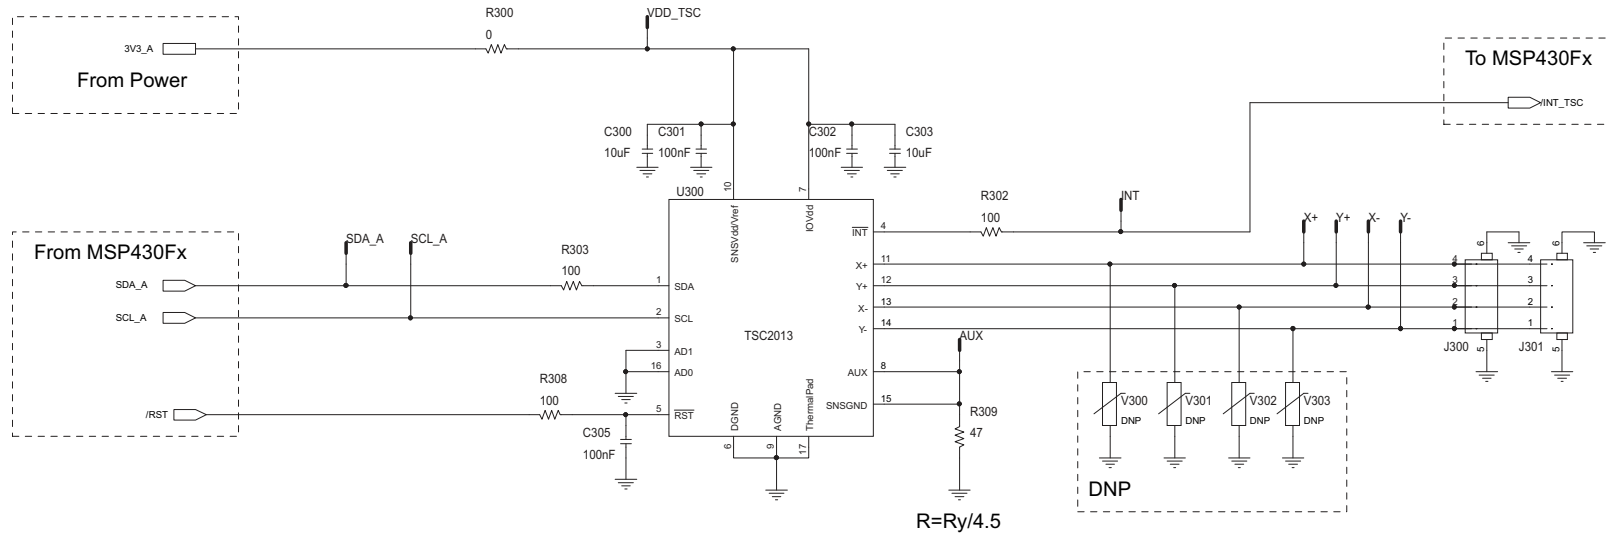 R300
0
VDD_TSC
3V3_A
From Power
To MSP430Fx
/INT_TSC
C300
10uF
C301
100nF
C302
100nF
C303
10uF
U300
10
7
SNSVdd/Vref
IOVdd
R302
100
INT
From MSP430Fx
SDA_A
SCL_A
R303
100
SDA_A
SCL_A
/RST
R308
100
C305
100nF
1
SDA
2
SCL
3
AD1
16
AD0
5
RST
TSC2013
INT
4
X+
11
Y+
12
X-
13
Y-
14
AUX
8
SNSGND
15
DGND
AGND
ThermalPad
6
9
17
X+
Y+
X-
Y-
6
4
3
2
1
5
J300
6
4
3
2
1
5
J301
AUX
R309
47
R=Ry/4.5
V300
DNP
V301
DNP
V302
DNP
V303
DNP
DNP